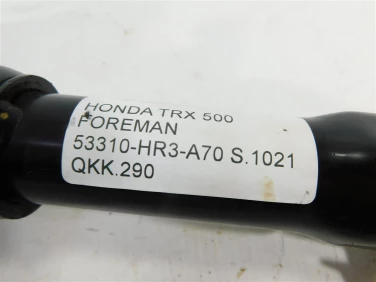 HONDA TRX 500
FOREMAN
53310-HR3-A70 S.1021
QKK.290